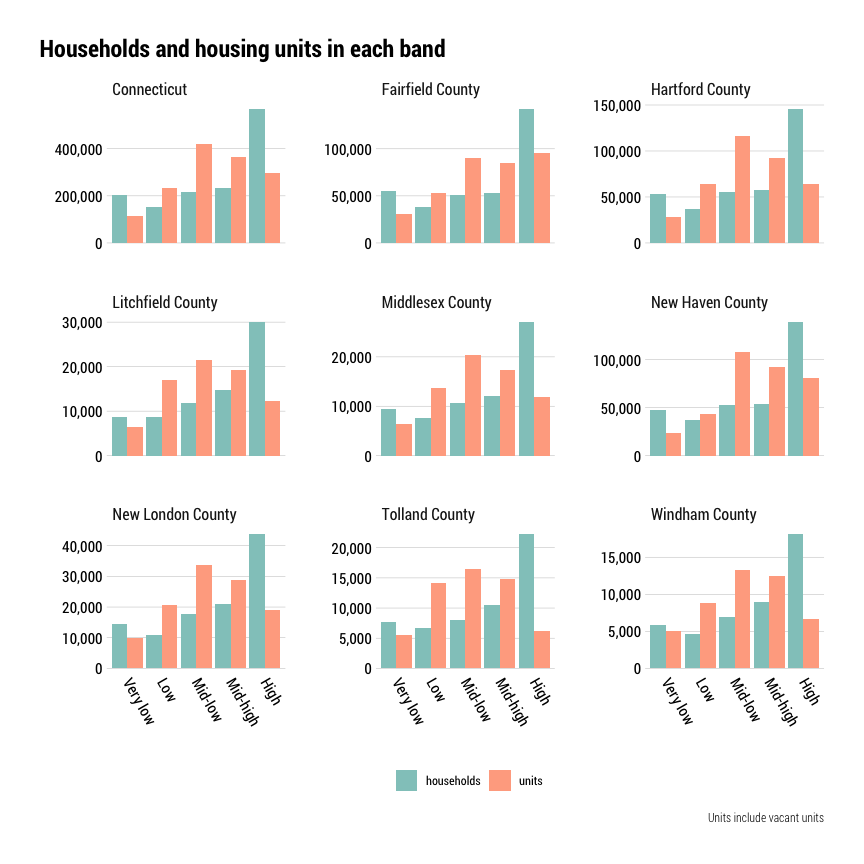 Households and housing units in each band
Connecticut
400,000
200,000
0
Fairfield County
100,000
50,000
0
Hartford County
150,000
100,000
50,000
0
Litchfield County
30,000
20,000
10,000
0
Middlesex County
20,000
10,000
0
New Haven County
100,000
50,000
0
New London County
40,000
30,000
20,000
10,000
0
Very low
Low
Mid-low
Mid-high
High
Tolland County
20,000
15,000
10,000
5,000
0
Very low
Low
Mid-low
Mid-high
High
Windham County
15,000
10,000
5,000
0
Very low
Low
Mid-low
Mid-high
High
households units
Units include vacant units